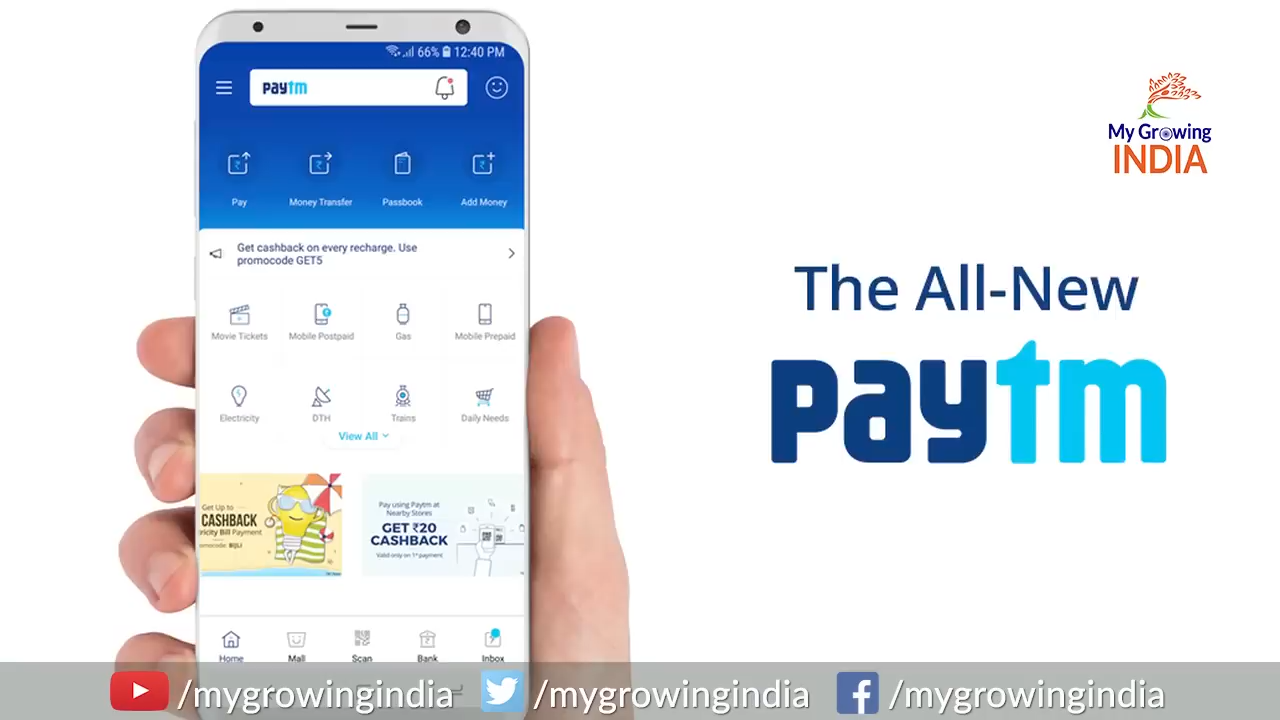 66% 12:40 PM
paytm
Pay
Money Transfer
Passbook
Add Money
Get cashback on every recharge. Use
promocode GET5
Movie Tickets
Mobile Postpaid
Gas
Mobile Prepaid
Electricity
DTH
Trains
Daily Needs
View All
Get Up to
CASHBACK
Payment
BIJLI
Pay using Paytm at
Nearby Stores
GET ₹20
CASHBACK
Valid only on 1st payment
Home
Mall
Scan
Bank
Inbox
My Growing
INDIA
The All-New
paytm
/mygrowingindia
/mygrowingindia
/mygrowingindia